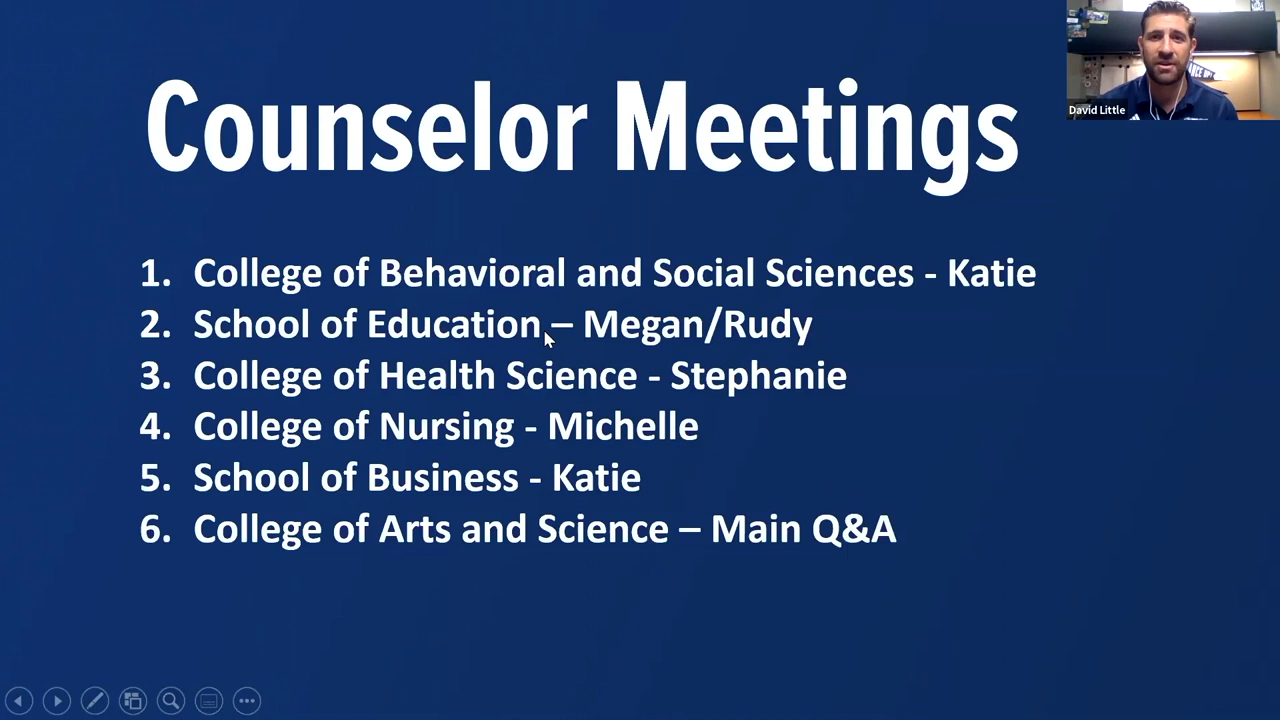 Counselor Meetings
David Little
1. College of Behavioral and Social Sciences - Katie
2. School of Education – Megan/Rudy
3. College of Health Science - Stephanie
4. College of Nursing - Michelle
5. School of Business - Katie
6. College of Arts and Science – Main Q&A